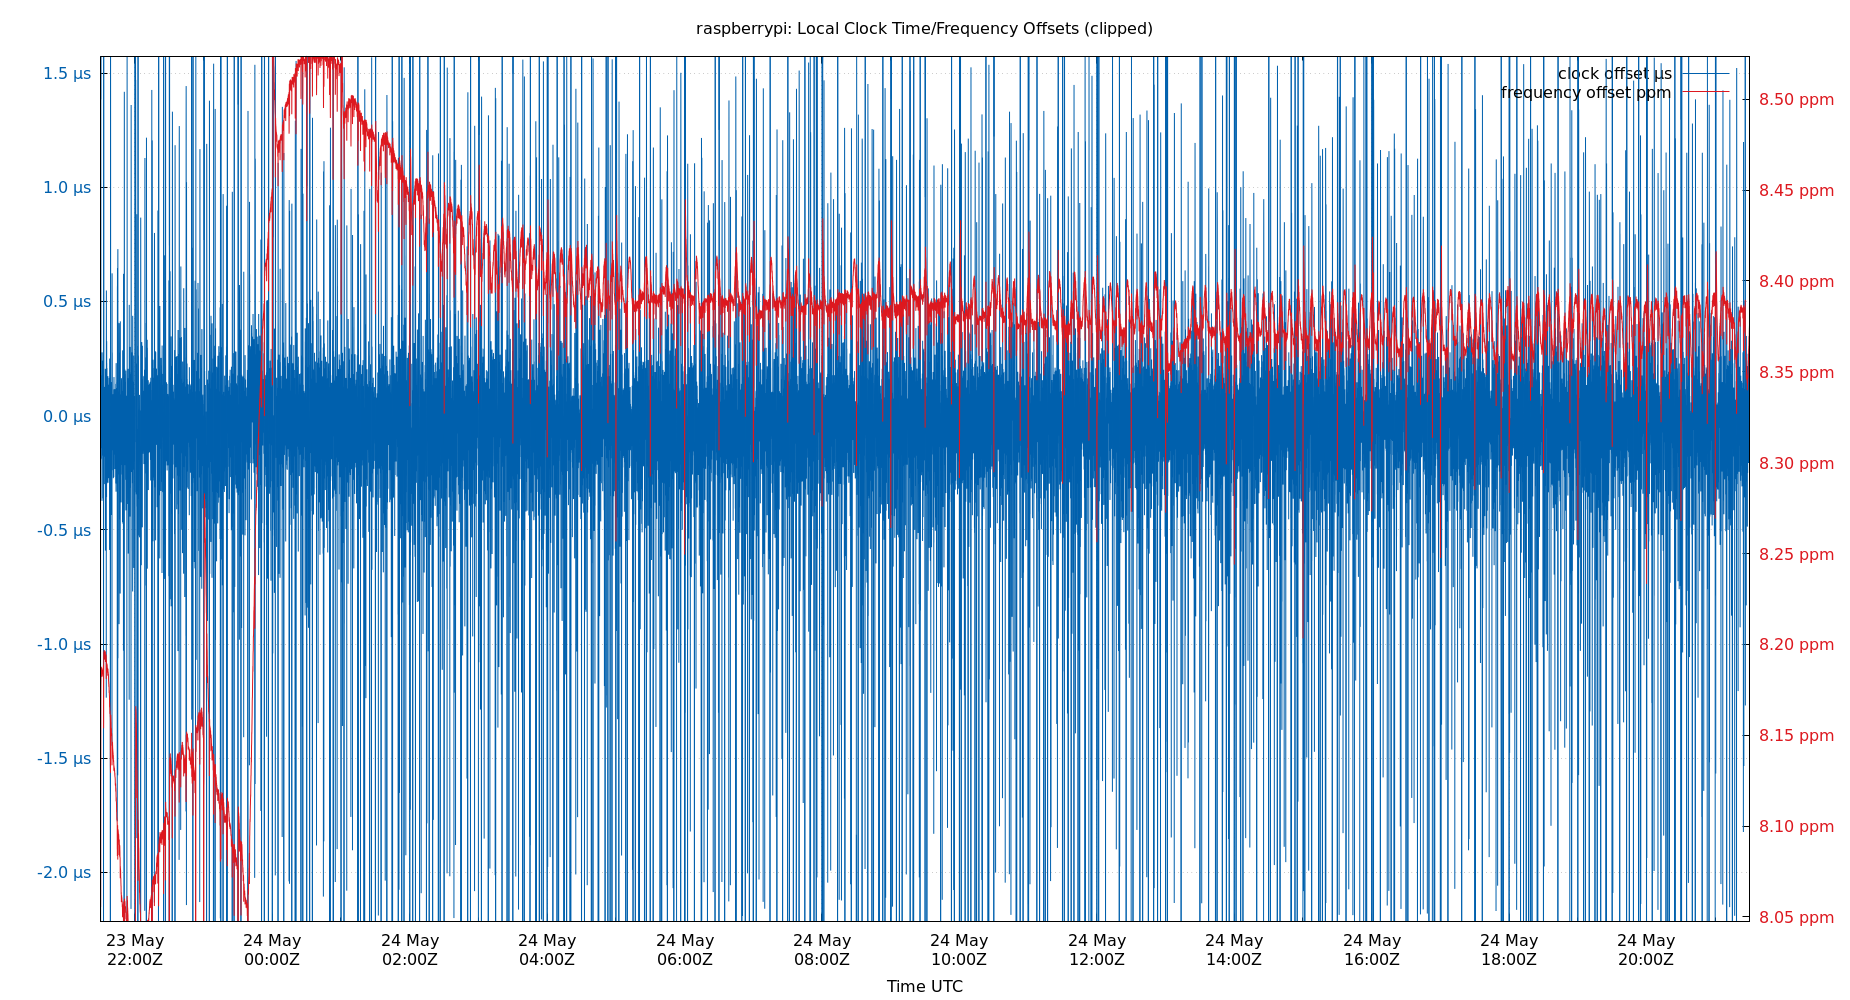 raspberrypi: Local Clock Time/Frequency Offsets (clipped)
clock offset µs
frequency offset ppm
1.5 µs
1.0 µs
0.5 µs
0.0 µs
-0.5 µs
-1.0 µs
-1.5 µs
-2.0 µs
8.50 ppm
8.45 ppm
8.40 ppm
8.35 ppm
8.30 ppm
8.25 ppm
8.20 ppm
8.15 ppm
8.10 ppm
8.05 ppm
23 May 24 May 24 May 24 May 24 May 24 May 24 May 24 May 24 May 24 May 24 May 24 May
22:00Z 00:00Z 02:00Z 04:00Z 06:00Z 08:00Z 10:00Z 12:00Z 14:00Z 16:00Z 18:00Z 20:00Z
Time UTC